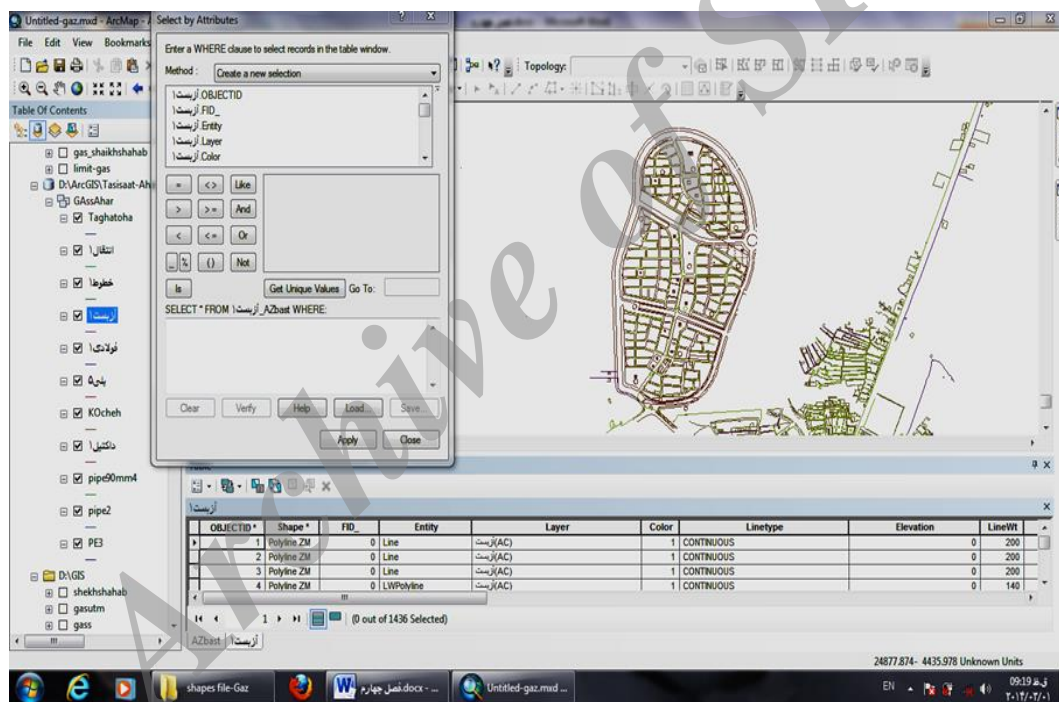 Untitled-gaz.mxd - ArcMap - A
Select by Attributes
File Edit View Bookmarks
Topology:
Table Of Contents
gas_shaikhshahab
limit-gas
D:\ArcGIS\Tasisaat-Ah
GAssAhar
Taghatoha
انتقال۱
خطوط۱
آزبست۱
فولادی۱
پلی۵
KOcheh
داکتیل۱
pipe90mm4
pipe2
PE3
D:\GIS
shekhshahab
gasutm
gass
Enter a WHERE clause to select records in the table window.
Method : Create a new selection
آزبست۱.OBJECTID
آزبست۱.FID_
آزبست۱.Entity
آزبست۱.Layer
آزبست۱.Color
= <> Like
> >= And
< <= Or
_ % () Not
Is Get Unique Values Go To:
SELECT * FROM آزبست۱_AZbast WHERE:
Clear Verify Help Load... Save...
Apply Close
آزبست۱
OBJECTID * Shape * FID_ Entity Layer Color Linetype Elevation LineWt
1 Polyline ZM 0 Line آزبست(AC) 1 CONTINUOUS 0 200
2 Polyline ZM 0 Line آزبست(AC) 1 CONTINUOUS 0 200
3 Polyline ZM 0 Line آزبست(AC) 1 CONTINUOUS 0 200
4 Polyline ZM 0 LWPolyline آزبست(AC) 1 CONTINUOUS 0 140
1 (0 out of 1436 Selected)
AZbast آزبست۱
24877.874- 4435.978 Unknown Units
shapes file-Gaz
فصل چهارم.docx - ...
Untitled-gaz.mxd ...
EN
09:19 ق.ظ
۲۰۱۴/۰۲/۰۱
Archive of S